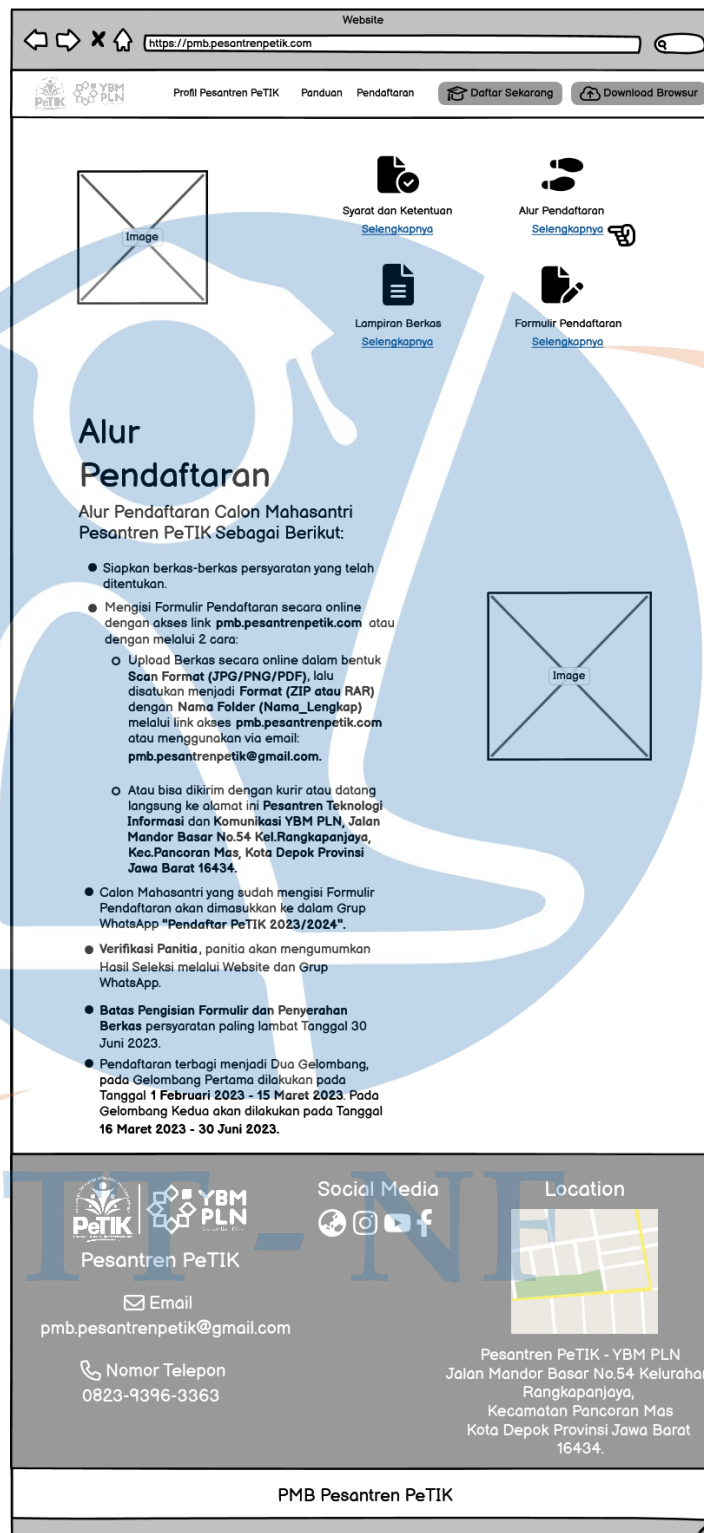 Website
https://pmb.pesantrenpetik.com
PeTIK
YBM
PLN
Profil Pesantren PeTIK
Panduan
Pendaftaran
Daftar Sekarang
Download Browsur
Image
Syarat dan Ketentuan
Selengkapnya
Alur Pendaftaran
Selengkapnya
Lampiran Berkas
Selengkapnya
Formulir Pendaftaran
Selengkapnya
Alur
Pendaftaran
Alur Pendaftaran Calon Mahasantri
Pesantren PeTIK Sebagai Berikut:
Siapkan berkas-berkas persyaratan yang telah
ditentukan.
Mengisi Formulir Pendaftaran secara online
dengan akses link pmb.pesantrenpetik.com atau
dengan melalui 2 cara:
Upload Berkas secara online dalam bentuk
Scan Format (JPG/PNG/PDF), lalu
disatukan menjadi Format (ZIP atau RAR)
dengan Nama Folder (Nama_Lengkap)
melalui link akses pmb.pesantrenpetik.com
atau menggunakan via email:
pmb.pesantrenpetik@gmail.com.
Atau bisa dikirim dengan kurir atau datang
langsung ke alamat ini Pesantren Teknologi
Informasi dan Komunikasi YBM PLN, Jalan
Mandor Basar No.54 Kel.Rangkapanjaya,
Kec.Pancoran Mas, Kota Depok Provinsi
Jawa Barat 16434.
Calon Mahasantri yang sudah mengisi Formulir
Pendaftaran akan dimasukkan ke dalam Grup
WhatsApp "Pendaftar PeTIK 2023/2024".
Verifikasi Panitia, panitia akan mengumumkan
Hasil Seleksi melalui Website dan Grup
WhatsApp.
Batas Pengisian Formulir dan Penyerahan
Berkas persyaratan paling lambat Tanggal 30
Juni 2023.
Pendaftaran terbagi menjadi Dua Gelombang,
pada Gelombang Pertama dilakukan pada
Tanggal 1 Februari 2023 - 15 Maret 2023. Pada
Gelombang Kedua akan dilakukan pada Tanggal
16 Maret 2023 - 30 Juni 2023.
Image
TT - NF
PeTIK
YBM
PLN
Pesantren PeTIK
Email
pmb.pesantrenpetik@gmail.com
Nomor Telepon
0823-9396-3363
Social Media
Location
Pesantren PeTIK - YBM PLN
Jalan Mandor Basar No.54 Kelurahan
Rangkapanjaya,
Kecamatan Pancoran Mas
Kota Depok Provinsi Jawa Barat
16434.
PMB Pesantren PeTIK